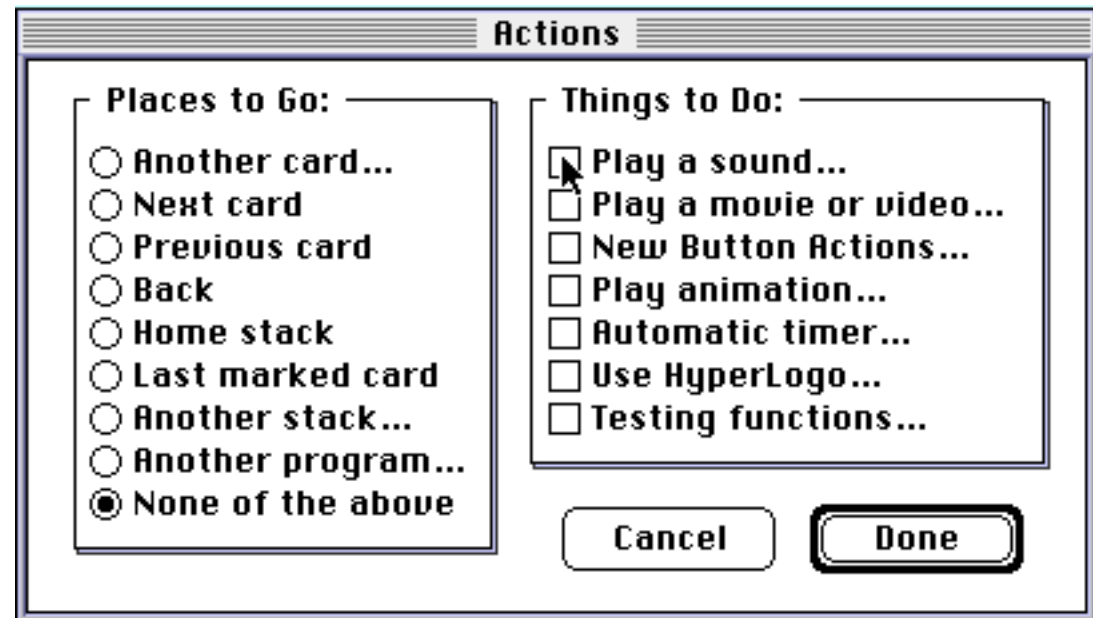 Actions
Places to Go:
Another card...
Next card
Previous card
Back
Home stack
Last marked card
Another stack...
Another program...
None of the above
Things to Do:
Play a sound...
Play a movie or video...
New Button Actions...
Play animation...
Automatic timer...
Use HyperLogo...
Testing functions...
Cancel
Done